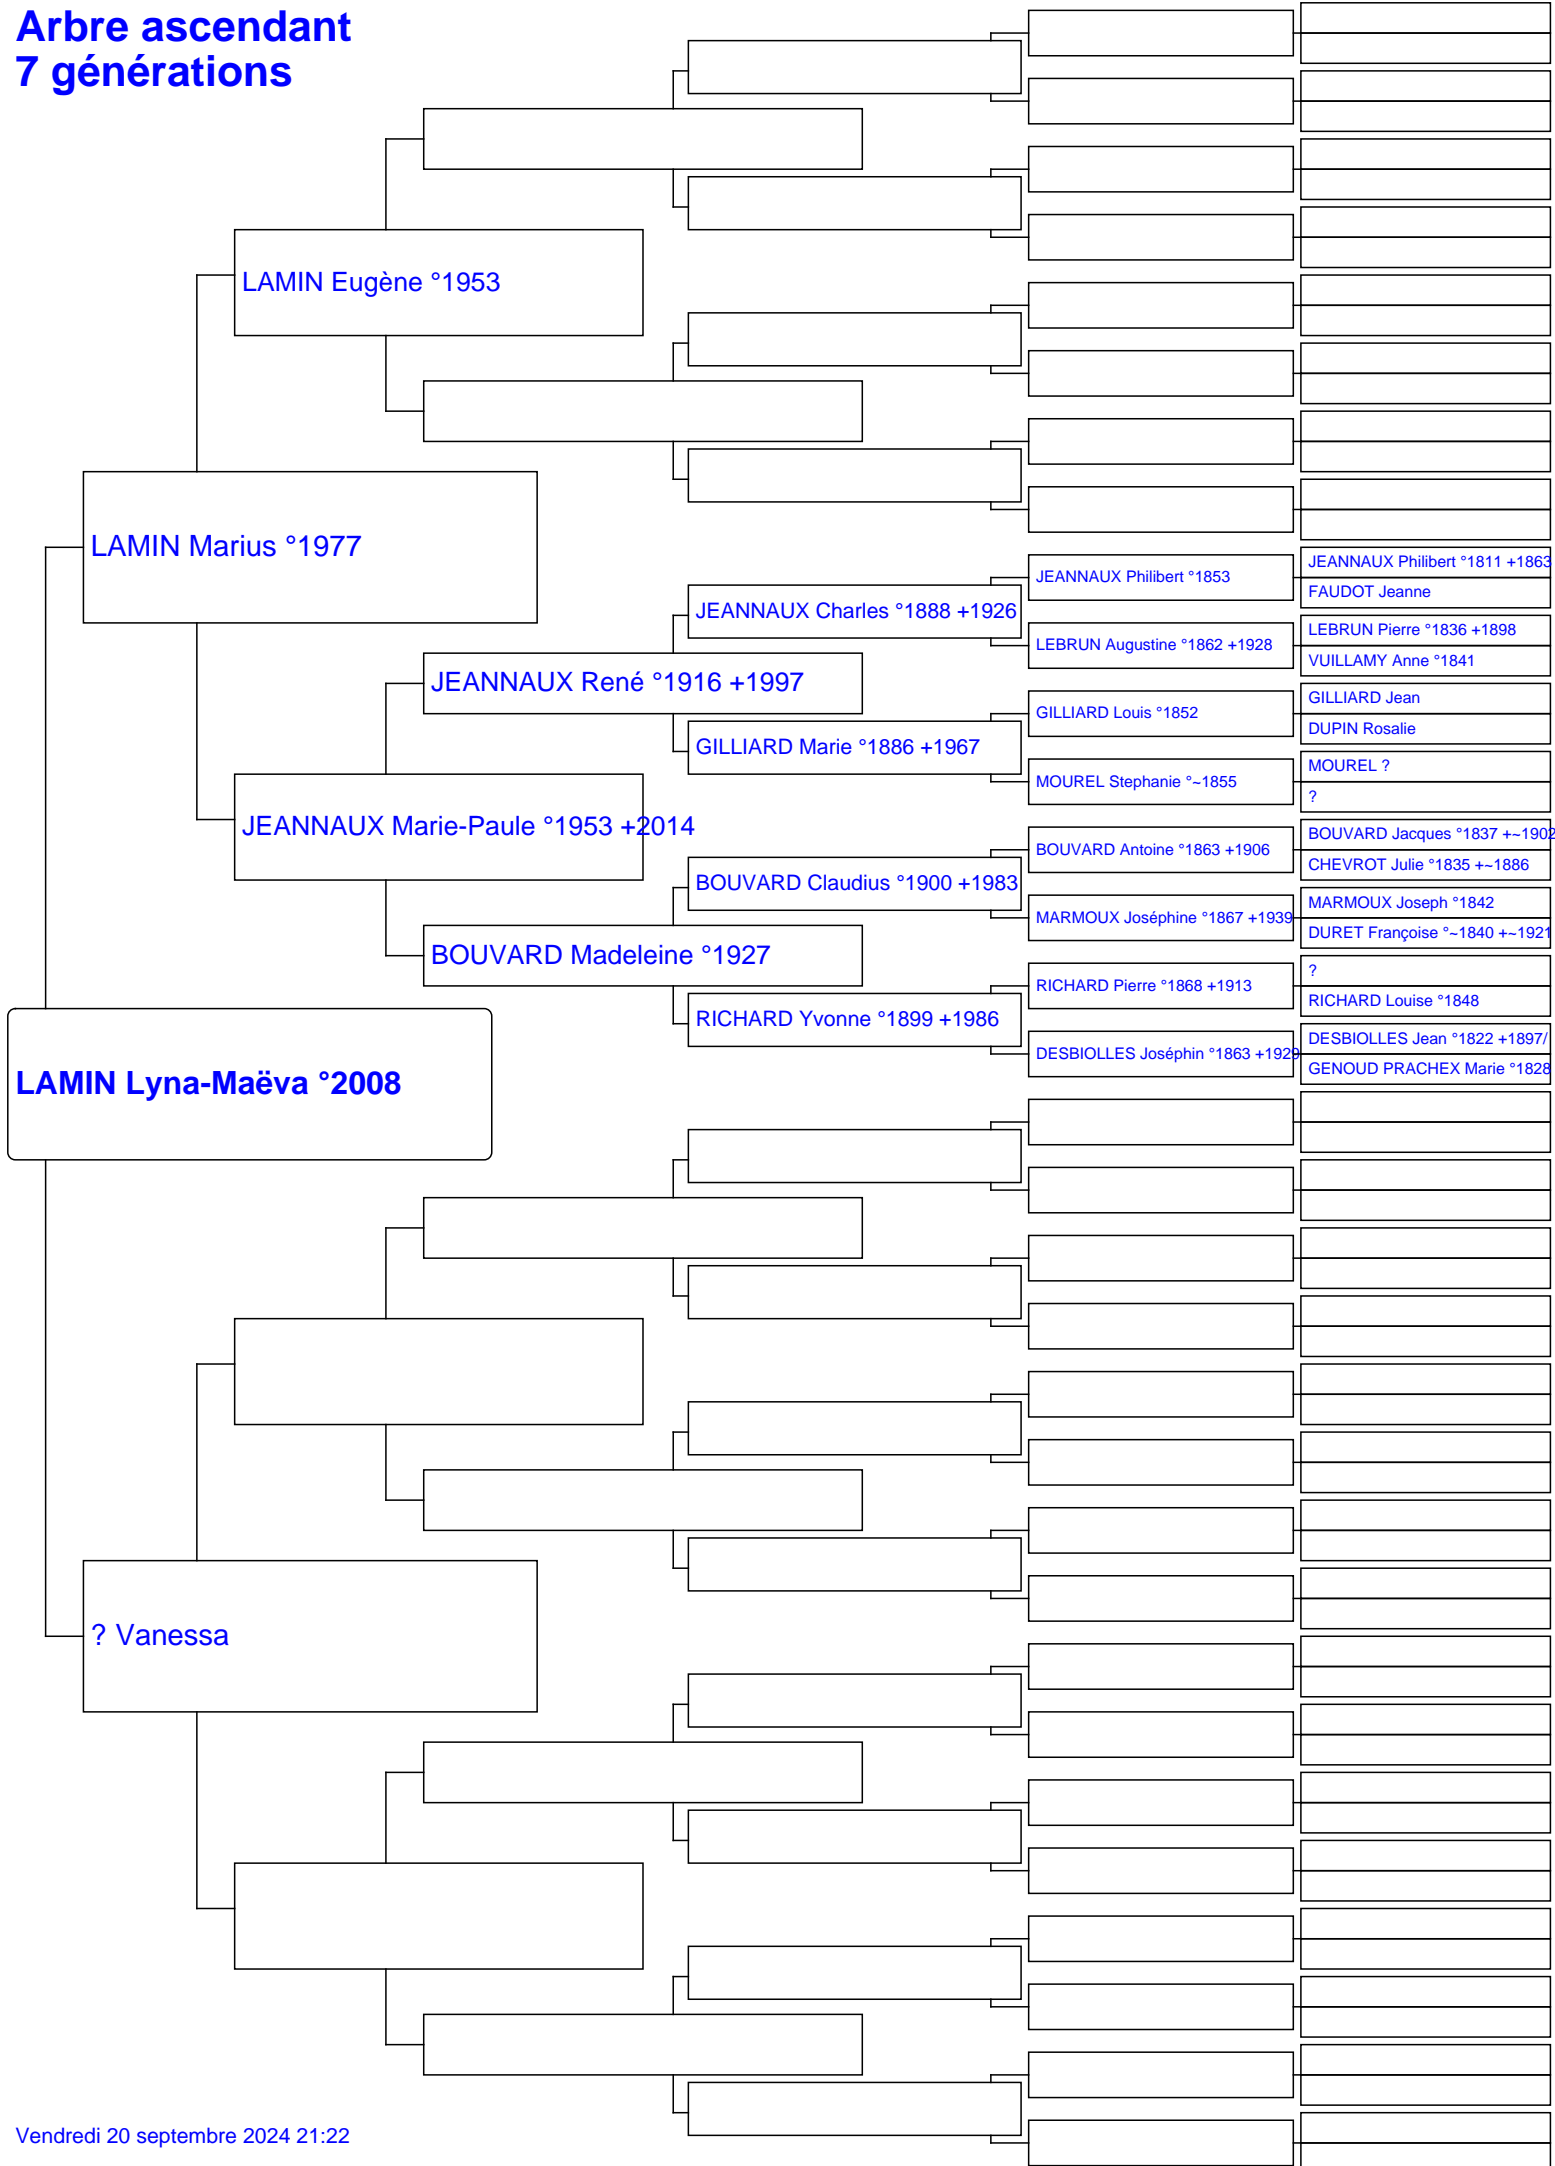 Arbre ascendant
7 générations
LAMIN Eugène °1953
LAMIN Marius °1977
JEANNAUX Philibert °1853
JEANNAUX Philibert °1811 +1863
FAUDOT Jeanne
JEANNAUX Charles °1888 +1926
LEBRUN Augustine °1862 +1928
LEBRUN Pierre °1836 +1898
VUILLAMY Anne °1841
JEANNAUX René °1916 +1997
GILLIARD Louis °1852
GILLIARD Jean
DUPIN Rosalie
GILLIARD Marie °1886 +1967
MOUREL Stephanie °~1855
MOUREL ?
?
JEANNAUX Marie-Paule °1953 +2014
BOUVARD Antoine °1863 +1906
BOUVARD Jacques °1837 +~1902
CHEVROT Julie °1835 +~1886
BOUVARD Claudius °1900 +1983
MARMOUX Joséphine °1867 +1939
MARMOUX Joseph °1842
DURET Françoise °~1840 +~1921
BOUVARD Madeleine °1927
RICHARD Pierre °1868 +1913
?
RICHARD Louise °1848
RICHARD Yvonne °1899 +1986
DESBIOLLES Joséphin °1863 +1929
DESBIOLLES Jean °1822 +1897/
GENOUD PRACHEX Marie °1828
LAMIN Lyna-Maëva °2008
? Vanessa
Vendredi 20 septembre 2024 21:22